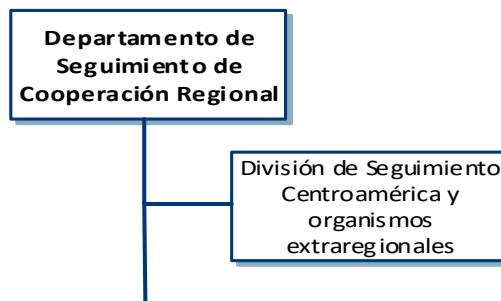 Departamento de
Seguimiento de
Cooperación Regional
División de Seguimiento
Centroamérica y
organismos
extraregionales